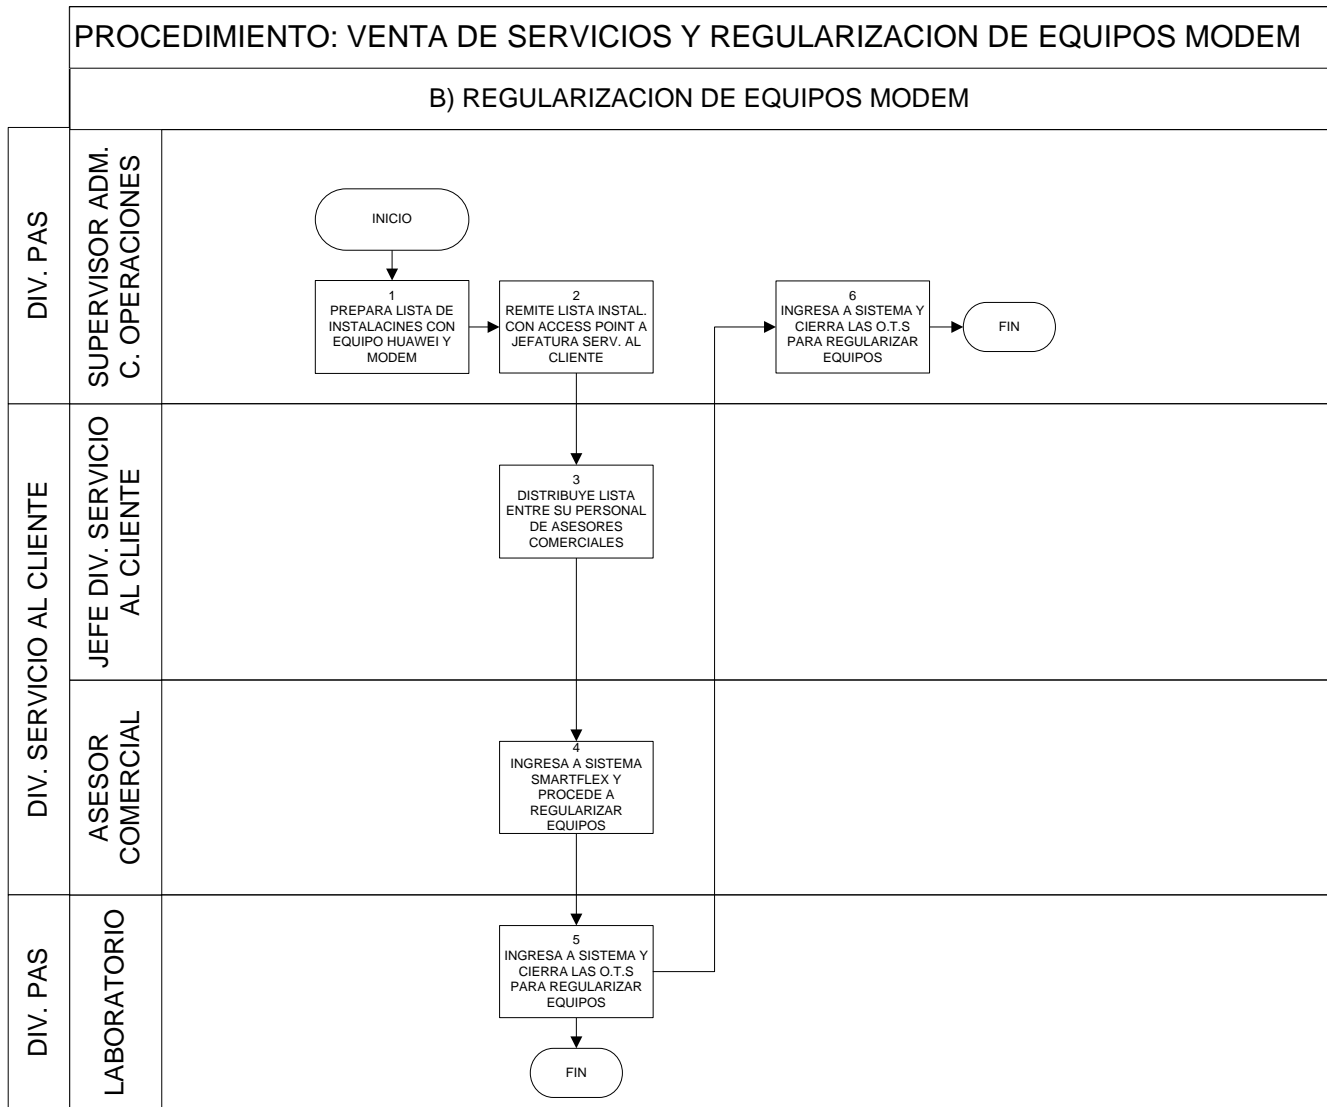 PROCEDIMIENTO: VENTA DE SERVICIOS Y REGULARIZACION DE EQUIPOS MODEM
B) REGULARIZACION DE EQUIPOS MODEM
DIV. PAS
SUPERVISOR ADM.
C. OPERACIONES
INICIO
1
PREPARA LISTA DE
INSTALACINES CON
EQUIPO HUAWEI Y
MODEM
2
REMITE LISTA INSTAL.
CON ACCESS POINT A
JEFATURA SERV. AL
CLIENTE
6
INGRESA A SISTEMA Y
CIERRA LAS O.T.S
PARA REGULARIZAR
EQUIPOS
FIN
DIV. SERVICIO AL CLIENTE
JEFE DIV. SERVICIO
AL CLIENTE
3
DISTRIBUYE LISTA
ENTRE SU PERSONAL
DE ASESORES
COMERCIALES
ASESOR
COMERCIAL
4
INGRESA A SISTEMA
SMARTFLEX Y
PROCEDE A
REGULARIZAR
EQUIPOS
DIV. PAS
LABORATORIO
5
INGRESA A SISTEMA Y
CIERRA LAS O.T.S
PARA REGULARIZAR
EQUIPOS
FIN